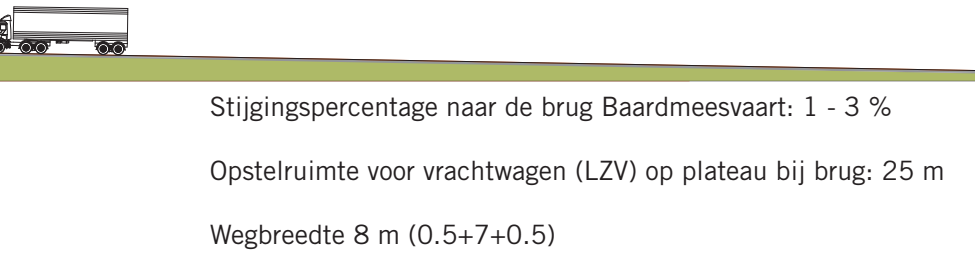 Stijgingspercentage naar de brug Baardmeesvaart: 1 - 3 %
Opstelruimte voor vrachtwagen (LZV) op plateau bij brug: 25 m
Wegbreedte 8 m (0.5+7+0.5)